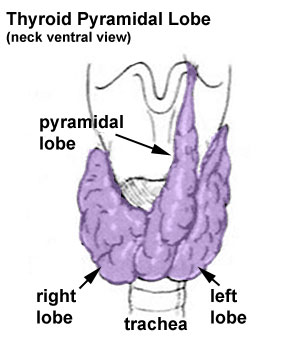 Thyroid Pyramidal Lobe
(neck ventral view)
pyramidal
lobe
right
lobe
trachea
left
lobe